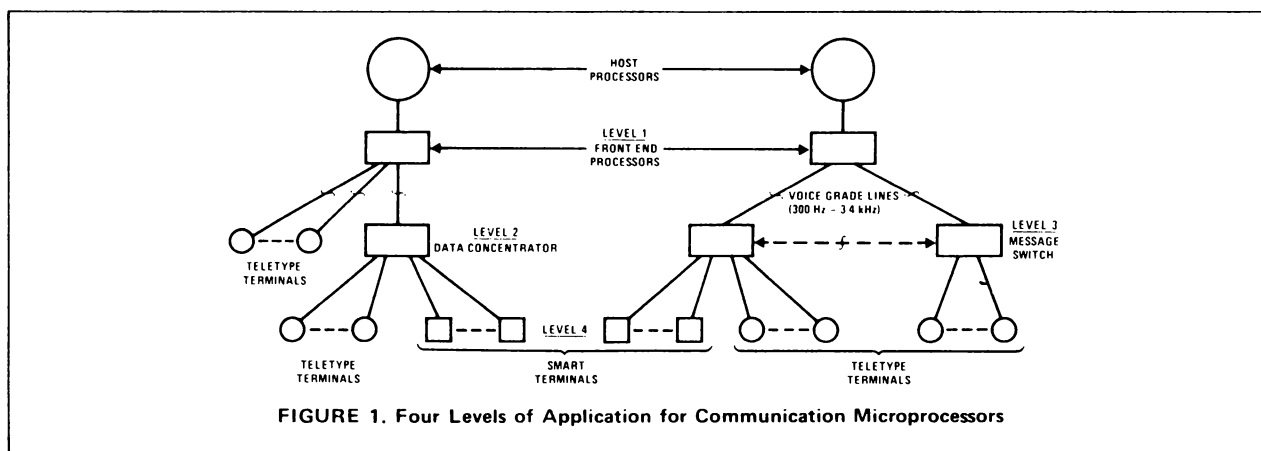 HOST
PROCESSORS
LEVEL 1
FRONT END
PROCESSORS
VOICE GRADE LINES
(300 Hz – 3 4 kHz)
LEVEL 2
DATA CONCENTRATOR
LEVEL 3
MESSAGE
SWITCH
TELETYPE
TERMINALS
LEVEL 4
TELETYPE
TERMINALS
SMART
TERMINALS
TELETYPE
TERMINALS
FIGURE 1. Four Levels of Application for Communication Microprocessors